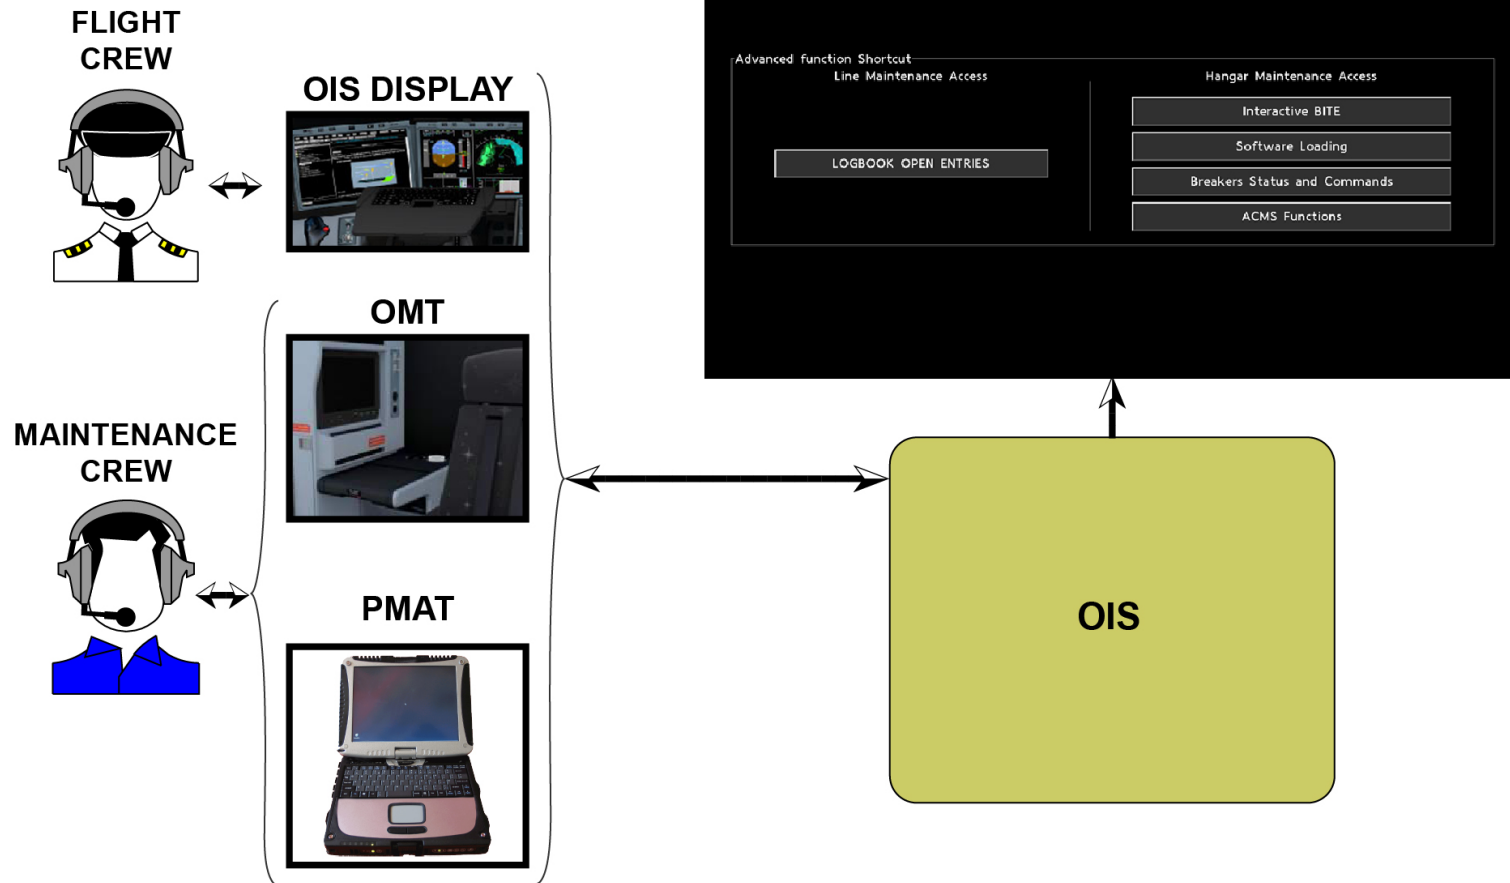 FLIGHT
CREW
OIS DISPLAY
OMT
MAINTENANCE
CREW
PMAT
Advanced function Shortcut
Line Maintenance Access
Hangar Maintenance Access
LOGBOOK OPEN ENTRIES
Interactive BITE
Software Loading
Breakers Status and Commands
ACMS Functions
OIS